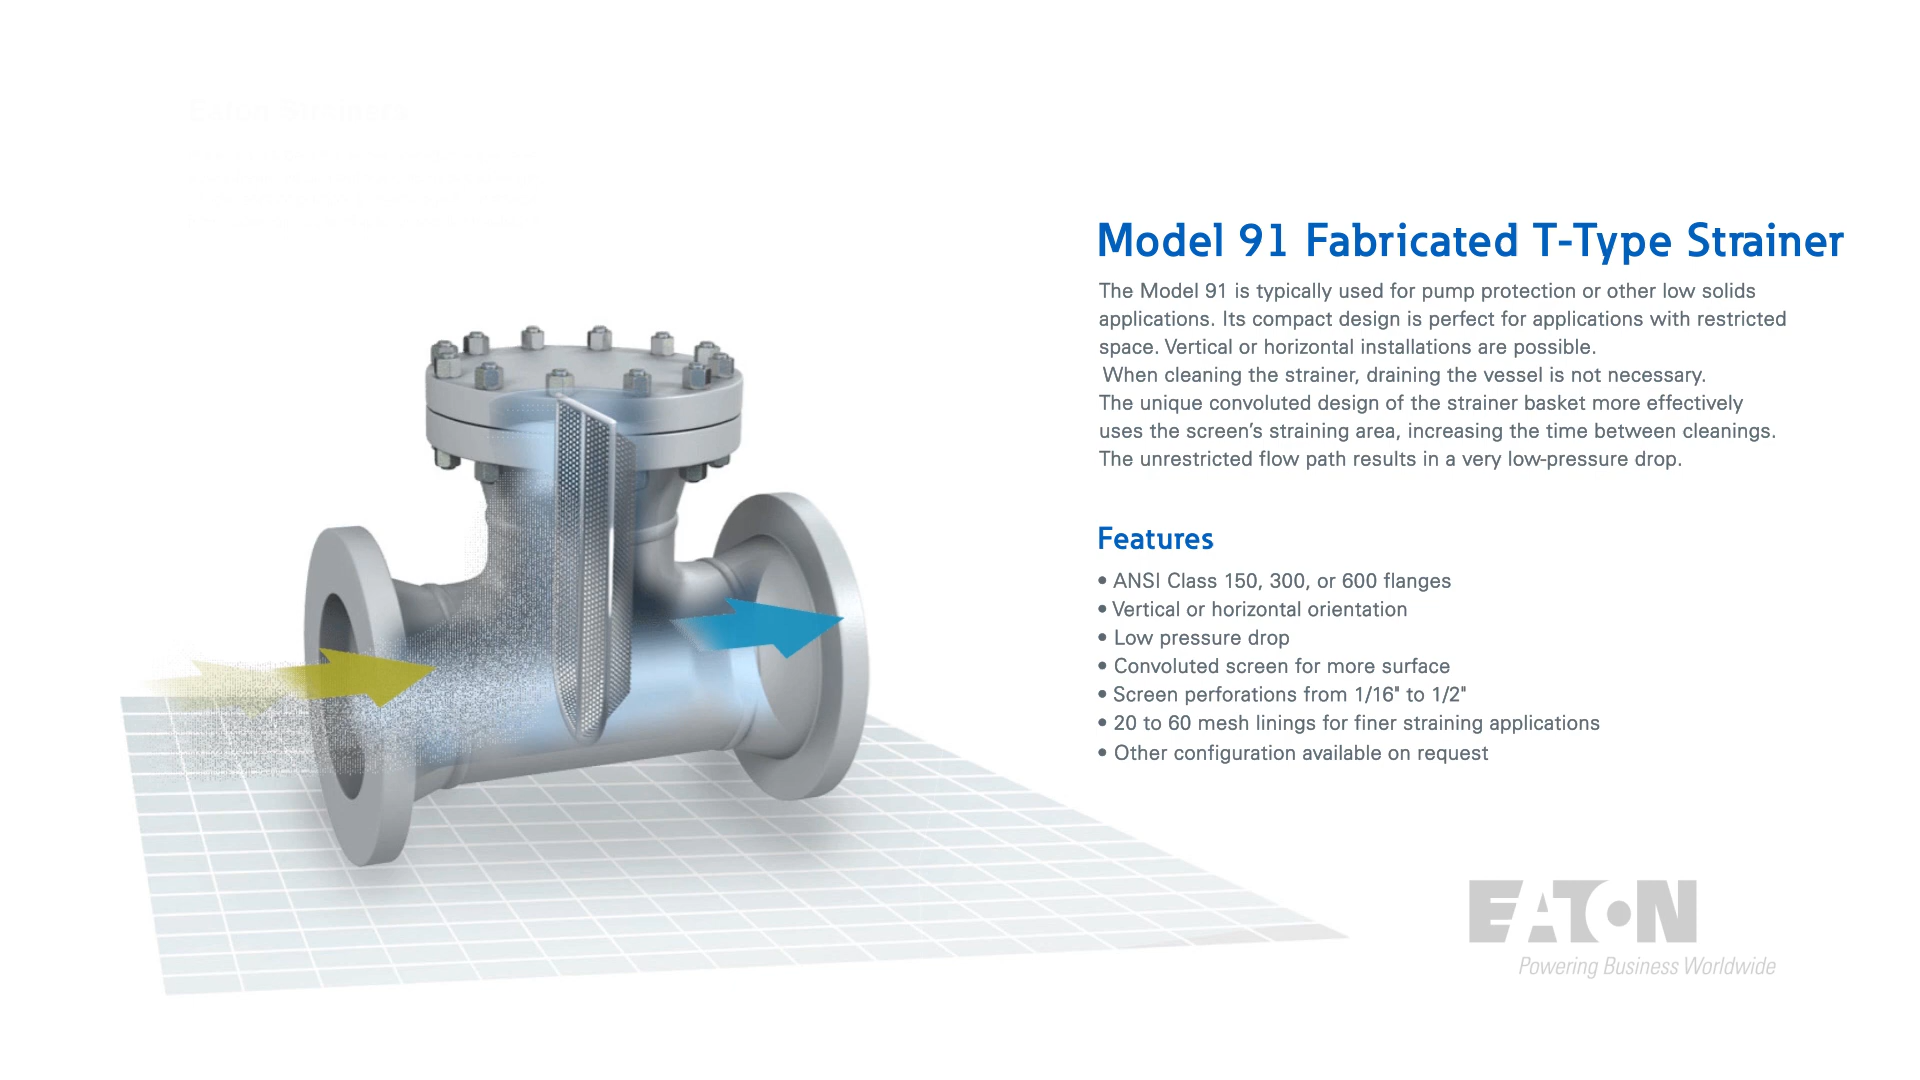 Model 91 Fabricated T-Type Strainer
The Model 91 is typically used for pump protection or other low solids
applications. Its compact design is perfect for applications with restricted
space. Vertical or horizontal installations are possible.
When cleaning the strainer, draining the vessel is not necessary.
The unique convoluted design of the strainer basket more effectively
uses the screen's straining area, increasing the time between cleanings.
The unrestricted flow path results in a very low-pressure drop.
Features
• ANSI Class 150, 300, or 600 flanges
• Vertical or horizontal orientation
• Low pressure drop
• Convoluted screen for more surface
• Screen perforations from 1/16" to 1/2"
• 20 to 60 mesh linings for finer straining applications
• Other configuration available on request
EATON
Powering Business Worldwide